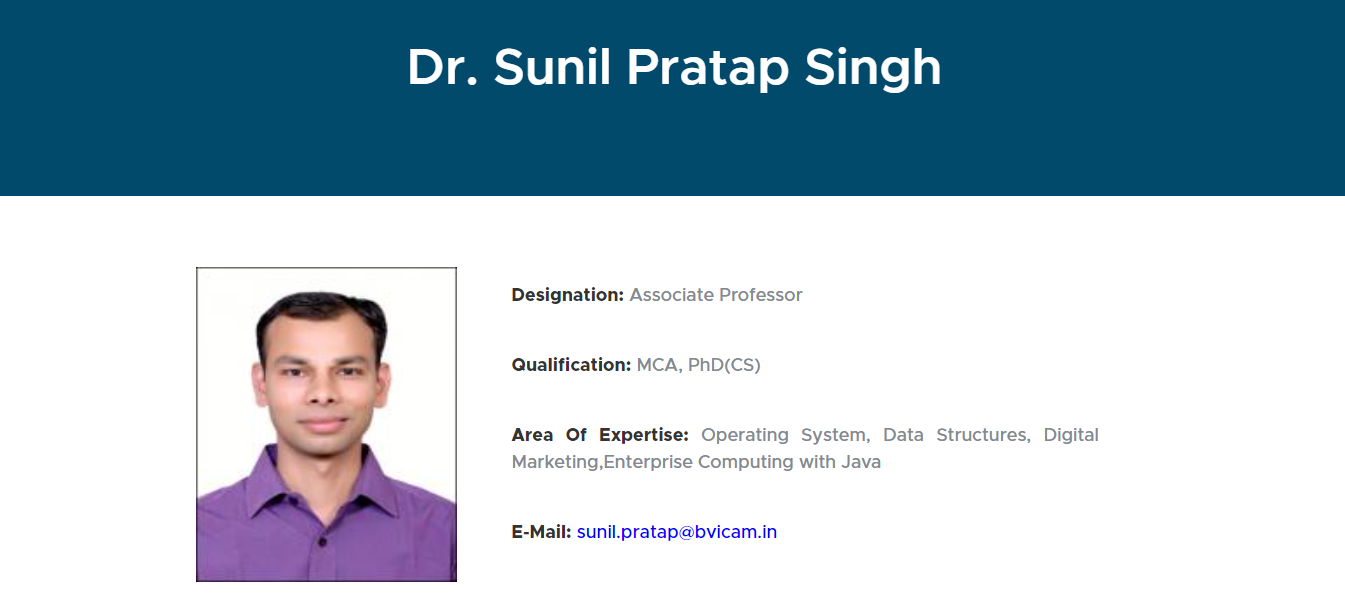 Dr. Sunil Pratap Singh
Designation: Associate Professor
Qualification: MCA, PhD(CS)
Area Of Expertise: Operating System, Data Structures, Digital
Marketing,Enterprise Computing with Java
E-Mail: sunil.pratap@bvicam.in